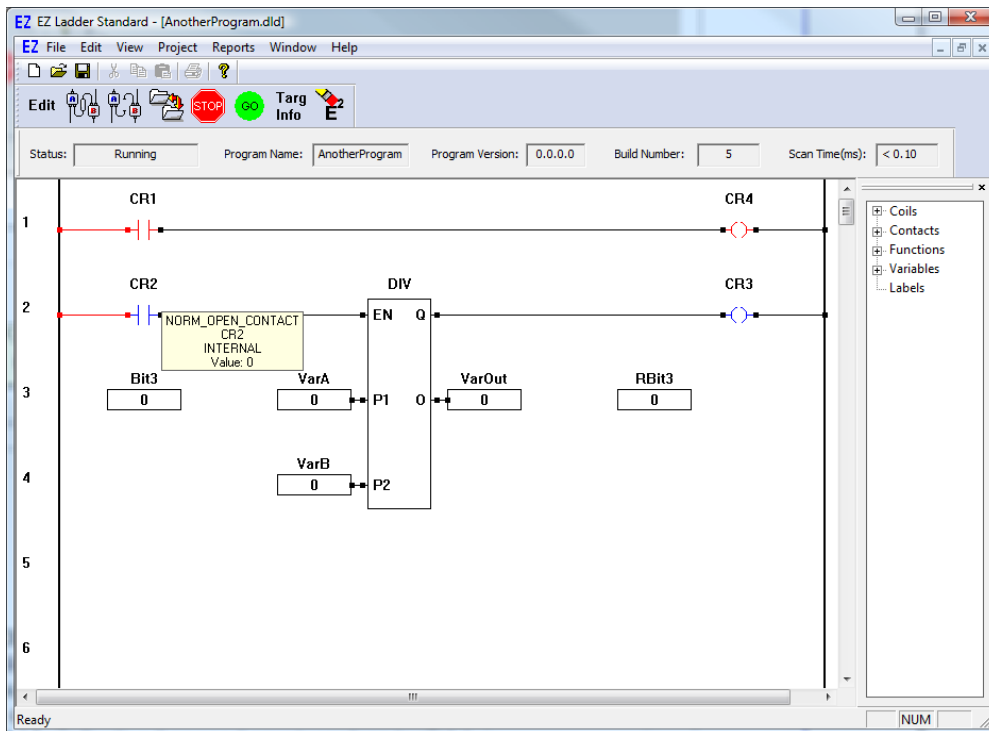 EZ EZ Ladder Standard - [AnotherProgram.dld]
EZ File Edit View Project Reports Window Help
Edit A B A B STOP GO Targ Info E2
Status: Running Program Name: AnotherProgram Program Version: 0.0.0.0 Build Number: 5 Scan Time(ms): < 0.10
CR1 CR4
1
CR2 DIV CR3
2
EN Q
NORM_OPEN_CONTACT
CR2
INTERNAL
Value: 0
Bit3 VarA VarOut RBit3
3
0 0 P1 O 0 0
VarB
4
0 P2
5
6
Coils
Contacts
Functions
Variables
Labels
Ready NUM